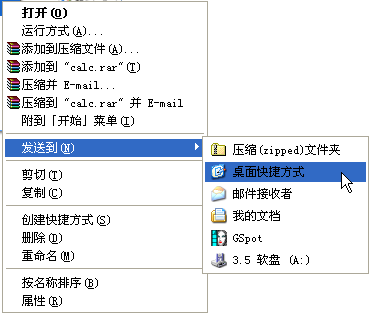 打开(O)
运行方式(A)...
添加到压缩文件(A)...
添加到 "calc.rar"(T)
压缩并 E-mail...
压缩到 "calc.rar" 并 E-mail
附到「开始」菜单(I)
发送到(N)
剪切(T)
复制(C)
创建快捷方式(S)
删除(D)
重命名(M)
按名称排序(B)
属性(R)
压缩(zipped)文件夹
桌面快捷方式
邮件接收者
我的文档
GSpot
3.5 软盘 (A:)